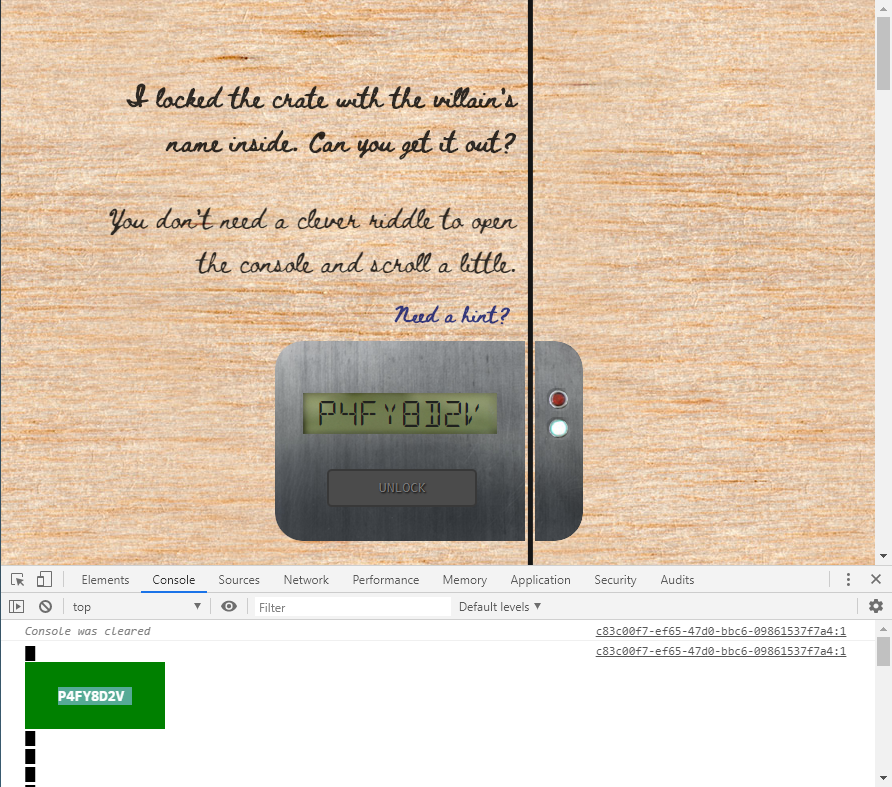 I locked the crate with the villain's
name inside. Can you get it out?
You don't need a clever riddle to open
the console and scroll a little.
Need a hint?
P4FY8D2V
UNLOCK
Elements Console Sources Network Performance Memory Application Security Audits
top Filter Default levels
Console was cleared c83c00f7-ef65-47d0-bbc6-09861537f7a4:1
c83c00f7-ef65-47d0-bbc6-09861537f7a4:1
P4FY8D2V